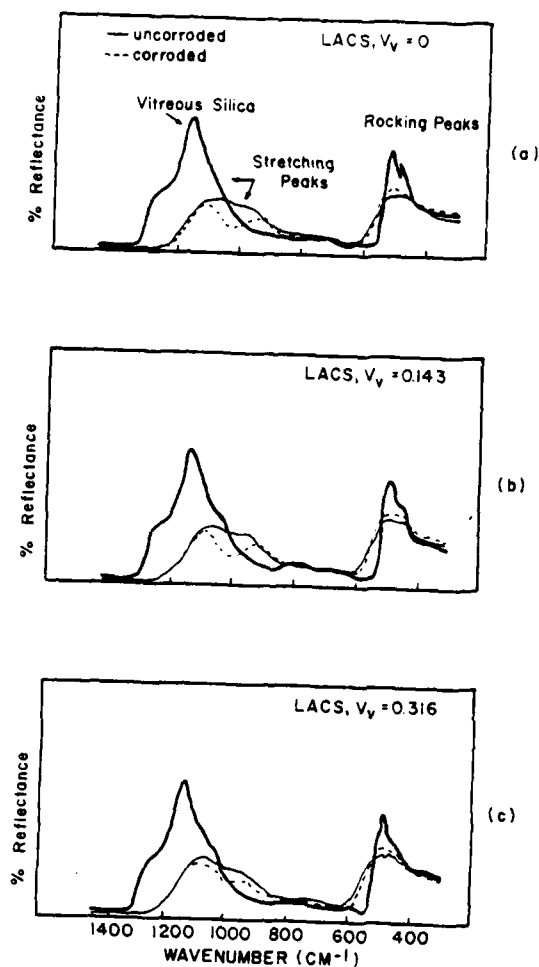 — uncorroded
--- corroded
LACS, Vv = 0
Vitreous Silica
Rocking Peaks
Stretching
Peaks
% Reflectance
(a)
LACS, Vv = 0.143
% Reflectance
(b)
LACS, Vv = 0.316
% Reflectance
(c)
1400 1200 1000 800 600 400
WAVENUMBER (CM⁻¹)